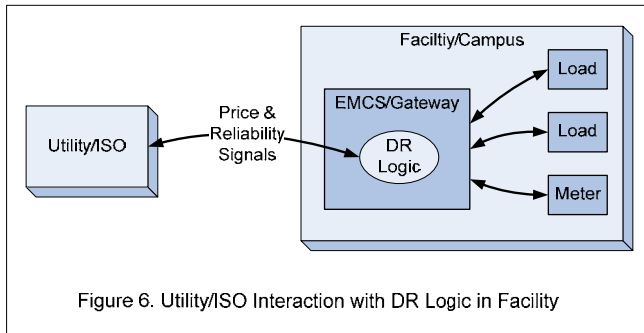 Faciltiy/Campus
Load
EMCS/Gateway
Price &
Reliability
Signals
Utility/ISO
DR
Logic
Load
Meter
Figure 6. Utility/ISO Interaction with DR Logic in Facility